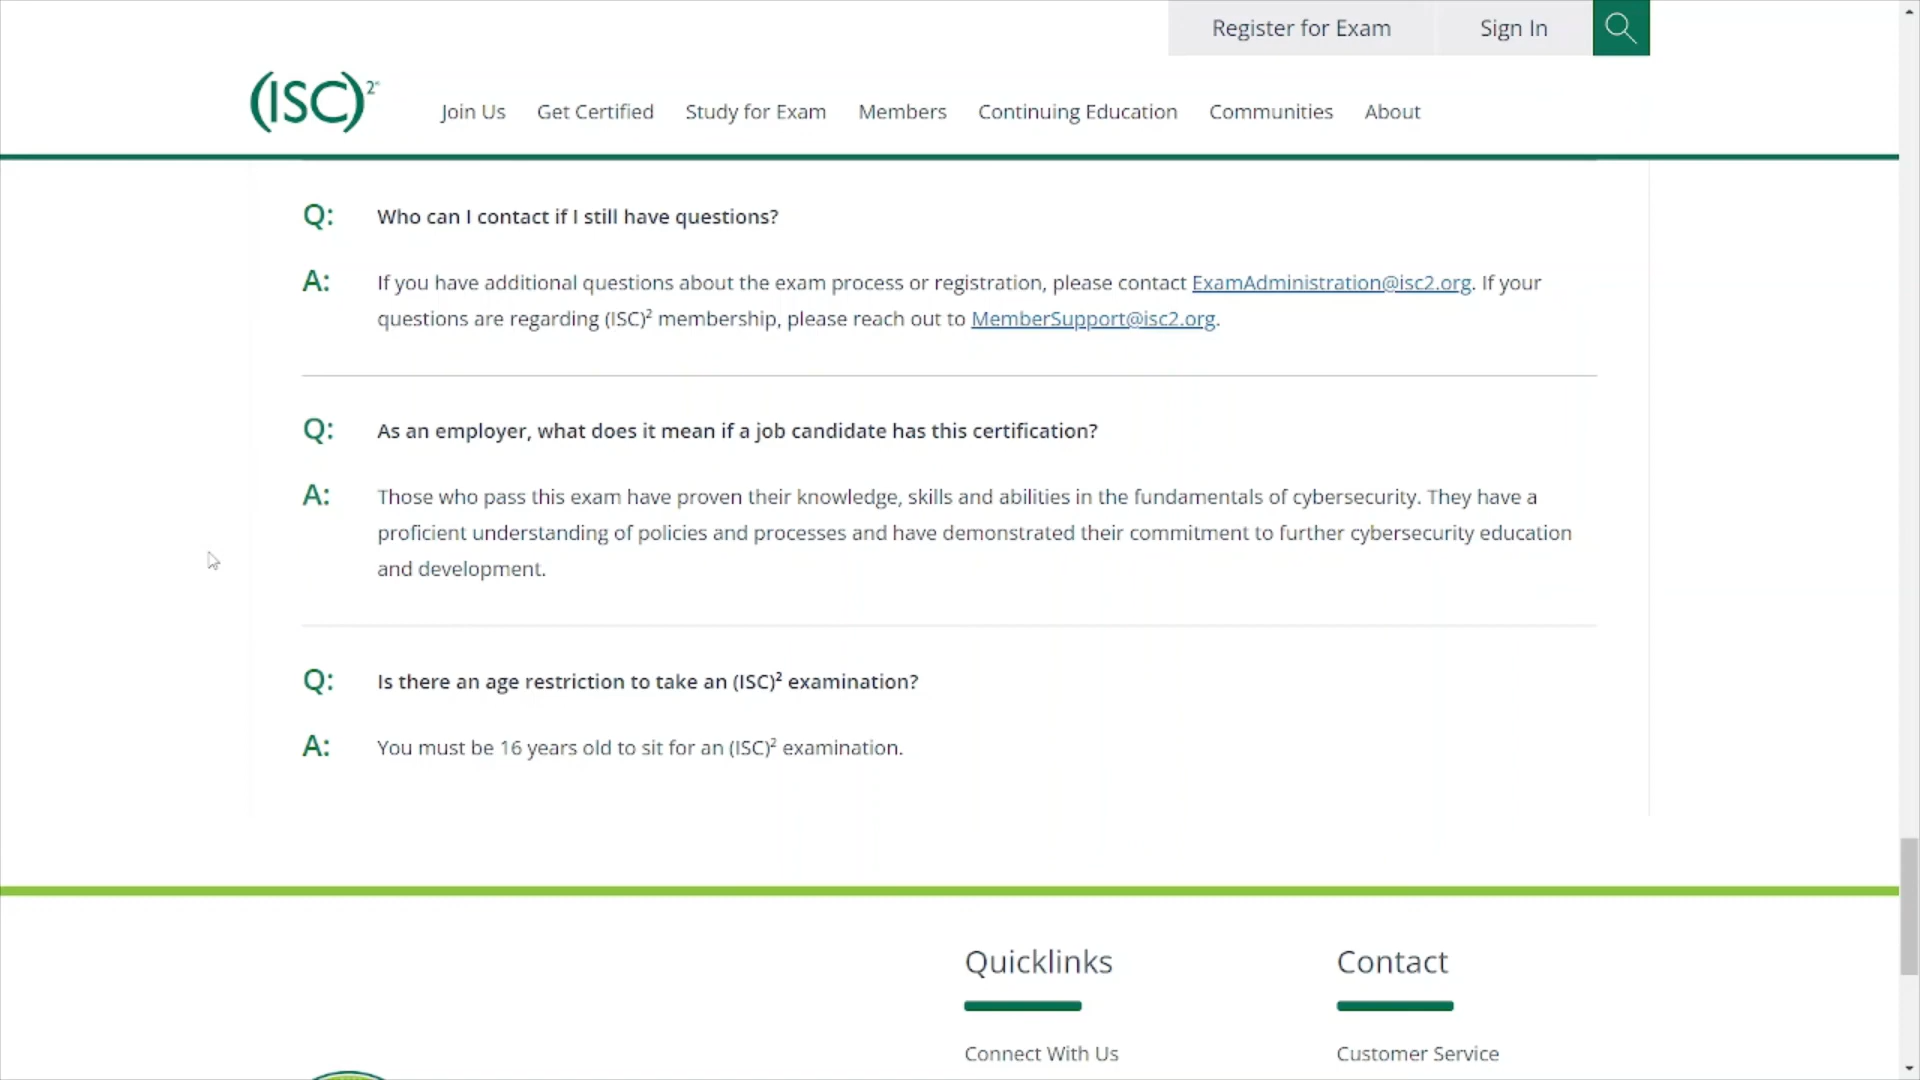 Register for Exam
Sign In
(ISC)²
Join Us
Get Certified
Study for Exam
Members
Continuing Education
Communities
About
Q:
Who can I contact if I still have questions?
A:
If you have additional questions about the exam process or registration, please contact ExamAdministration@isc2.org. If your
questions are regarding (ISC)² membership, please reach out to MemberSupport@isc2.org.
Q:
As an employer, what does it mean if a job candidate has this certification?
A:
Those who pass this exam have proven their knowledge, skills and abilities in the fundamentals of cybersecurity. They have a
proficient understanding of policies and processes and have demonstrated their commitment to further cybersecurity education
and development.
Q:
Is there an age restriction to take an (ISC)² examination?
A:
You must be 16 years old to sit for an (ISC)² examination.
Quicklinks
Contact
Connect With Us
Customer Service